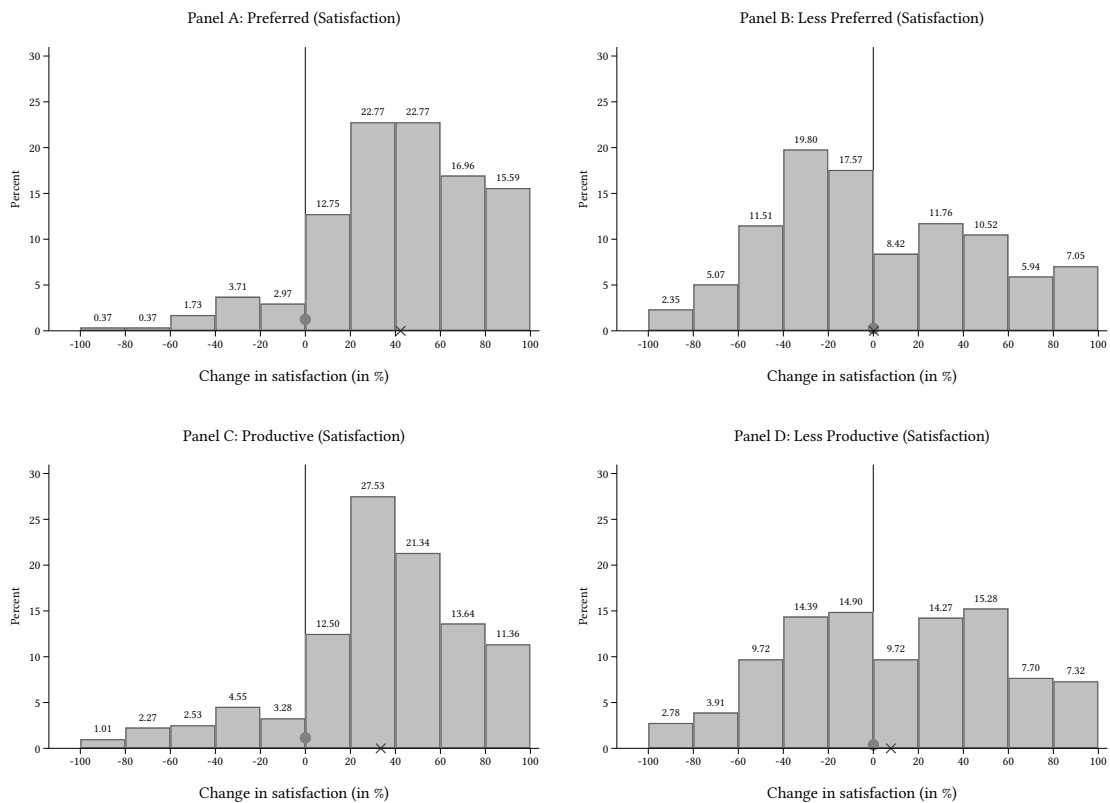 Panel A: Preferred (Satisfaction)
30
25
20
15
10
5
0
Percent
0.37 0.37 1.73 3.71 2.97 12.75 22.77 22.77 16.96 15.59
-100 -80 -60 -40 -20 0 20 40 60 80 100
Change in satisfaction (in %)
Panel B: Less Preferred (Satisfaction)
30
25
20
15
10
5
0
Percent
2.35 5.07 11.51 19.80 17.57 8.42 11.76 10.52 5.94 7.05
-100 -80 -60 -40 -20 0 20 40 60 80 100
Change in satisfaction (in %)
Panel C: Productive (Satisfaction)
30
25
20
15
10
5
0
Percent
1.01 2.27 2.53 4.55 3.28 12.50 27.53 21.34 13.64 11.36
-100 -80 -60 -40 -20 0 20 40 60 80 100
Change in satisfaction (in %)
Panel D: Less Productive (Satisfaction)
30
25
20
15
10
5
0
Percent
2.78 3.91 9.72 14.39 14.90 9.72 14.27 15.28 7.70 7.32
-100 -80 -60 -40 -20 0 20 40 60 80 100
Change in satisfaction (in %)